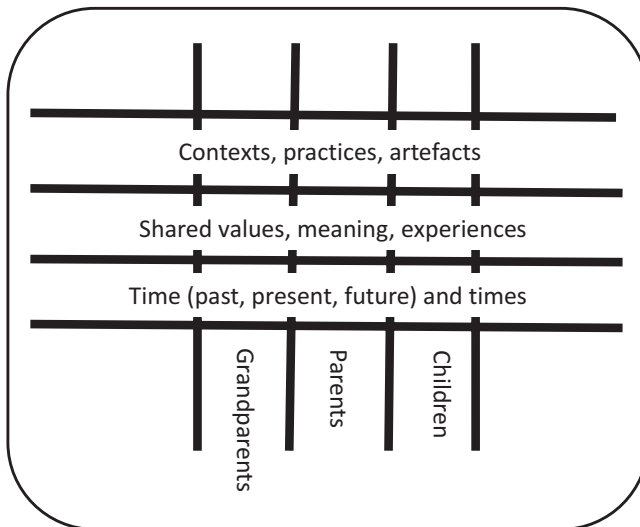 Contexts, practices, artefacts
Shared values, meaning, experiences
Time (past, present, future) and times
Grandparents
Parents
Children